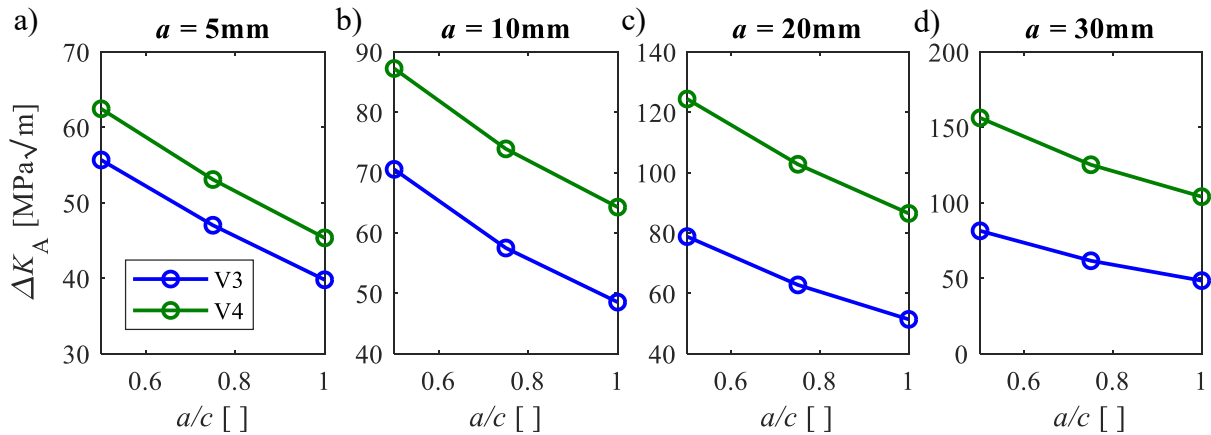 a)
a = 5mm
70
60
50
40
30
0.6
0.8
1
a/c [ ]
ΔK_A [MPa√m]
V3
V4
b)
a = 10mm
90
80
70
60
50
40
0.6
0.8
1
a/c [ ]
c)
a = 20mm
140
120
100
80
60
40
0.6
0.8
1
a/c [ ]
d)
a = 30mm
200
150
100
50
0
0.6
0.8
1
a/c [ ]